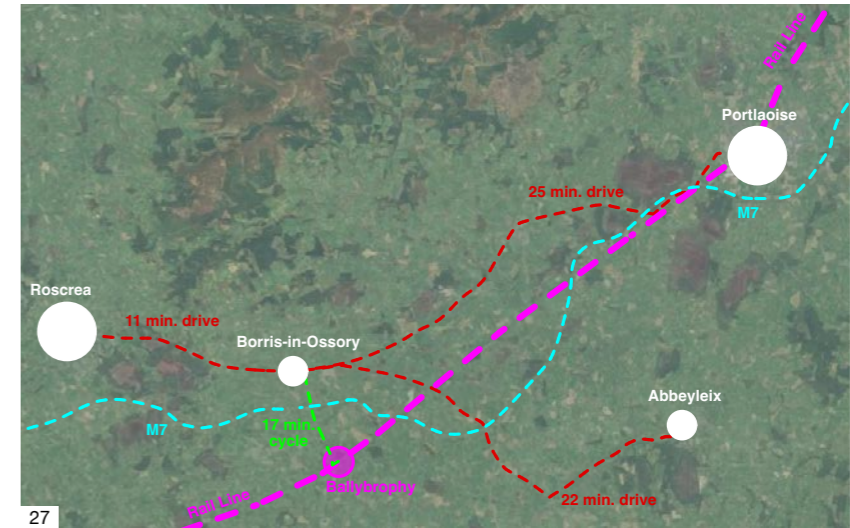 Rail Line
Portlaoise
25 min. drive
M7
Roscrea
11 min. drive
Borris-in-Ossory
Abbeyleix
M7
17 min.
cycle
Ballybrophy
Rail Line
22 min. drive
27